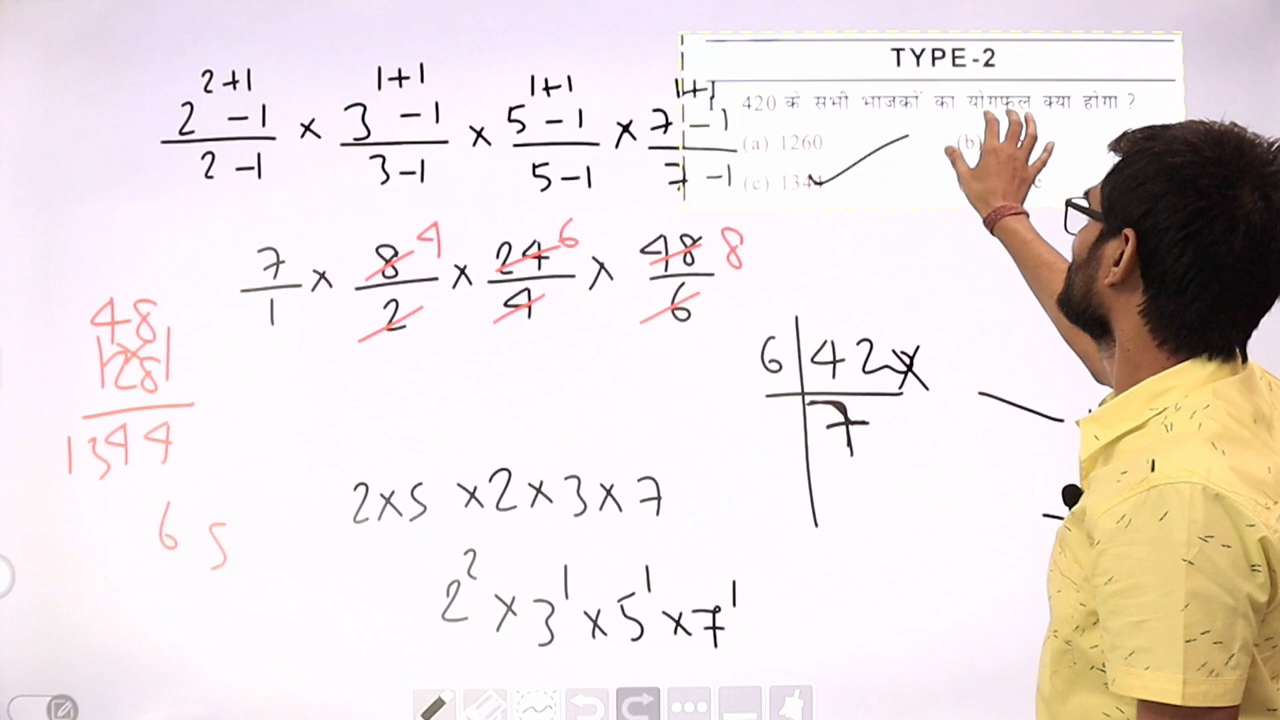 TYPE-2
420 के सभी भाजकों का योगफल क्या होगा ?
(a) 1260
(b)
(c) 1344
2+1 1+1 1+1 1+1
2 -1 × 3 -1 × 5 -1 × 7 -1
2-1 3-1 5-1 7-1
7 × 8 4 × 24 6 × 48 8
1 2 4 6
48
28
1344
6 5
6 42
7
2×5 ×2×3×7
2² × 3¹ × 5¹ × 7¹